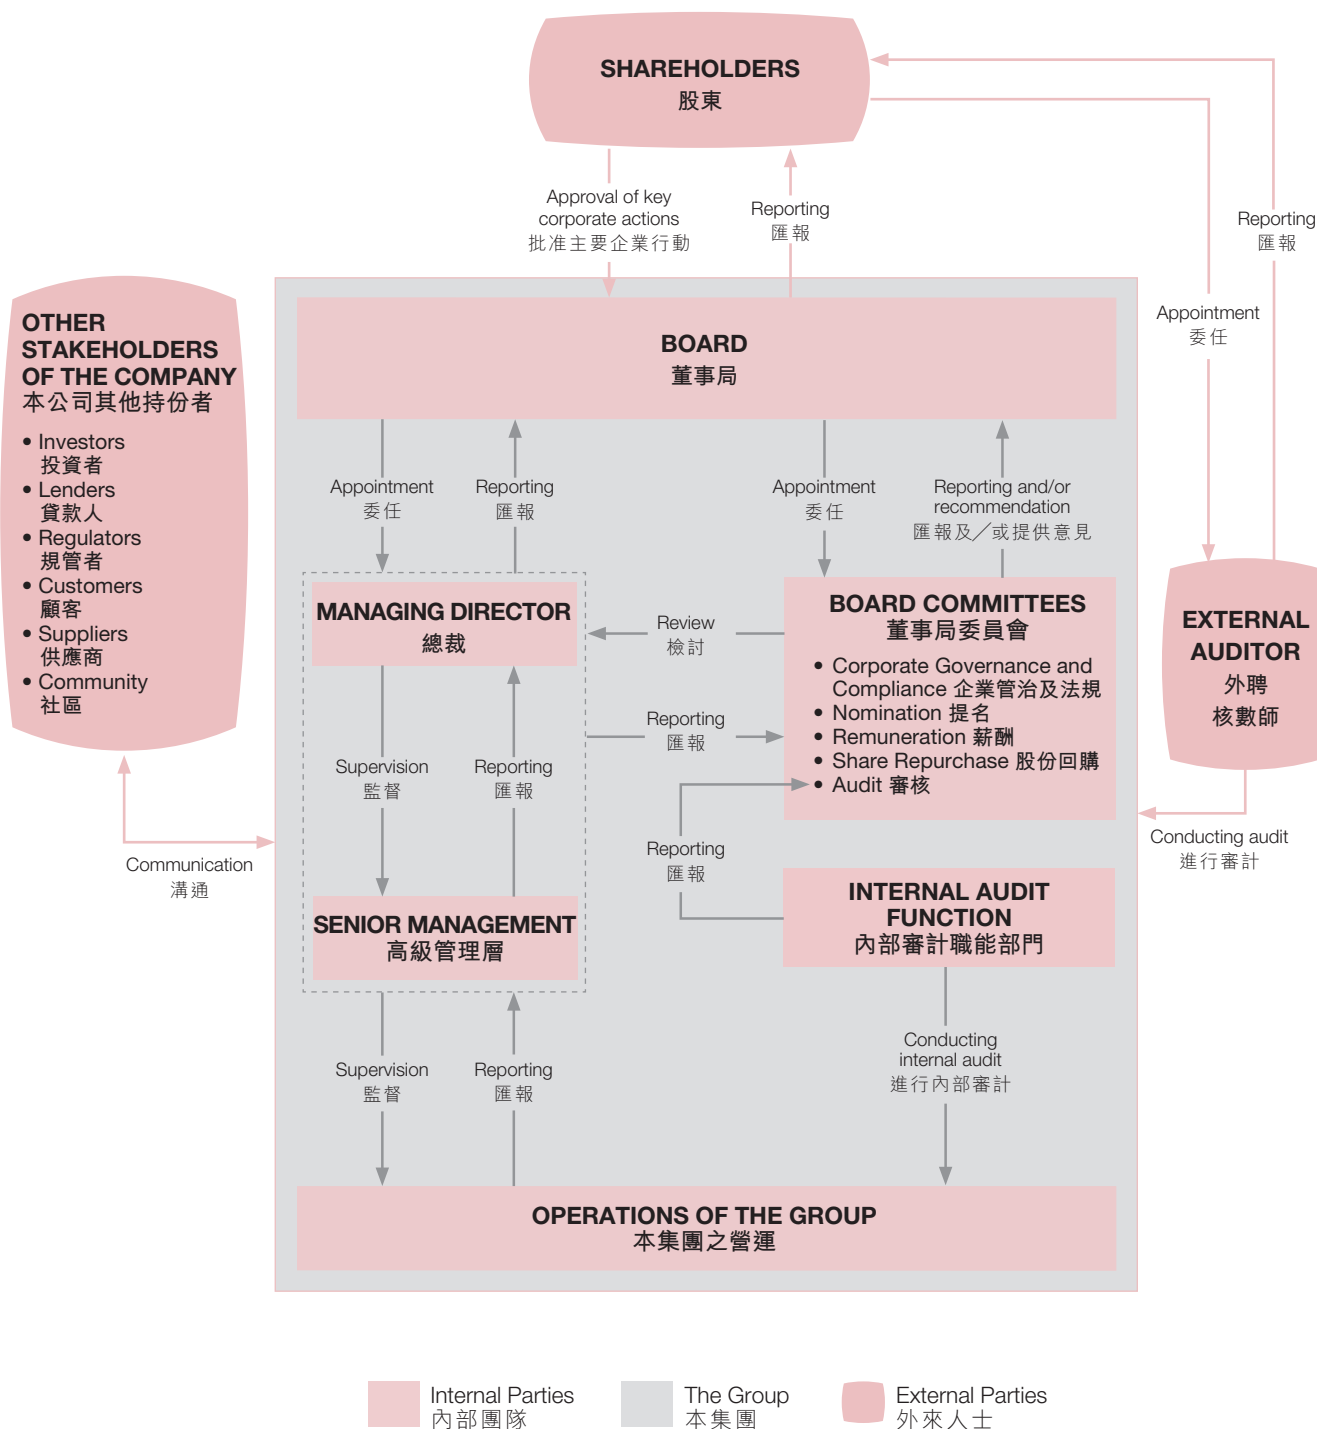 SHAREHOLDERS
股東
Approval of key
corporate actions
批准主要企業行動
Reporting
匯報
Reporting
匯報
Appointment
委任
OTHER
STAKEHOLDERS
OF THE COMPANY
本公司其他持份者
• Investors
投資者
• Lenders
貸款人
• Regulators
規管者
• Customers
顧客
• Suppliers
供應商
• Community
社區
BOARD
董事局
Appointment
委任
Reporting
匯報
Appointment
委任
Reporting and/or
recommendation
匯報及／或提供意見
MANAGING DIRECTOR
總裁
Review
檢討
BOARD COMMITTEES
董事局委員會
• Corporate Governance and
Compliance 企業管治及法規
• Nomination 提名
• Remuneration 薪酬
• Share Repurchase 股份回購
• Audit 審核
EXTERNAL
AUDITOR
外聘
核數師
Reporting
匯報
Supervision
監督
Reporting
匯報
Reporting
匯報
Communication
溝通
Conducting audit
進行審計
SENIOR MANAGEMENT
高級管理層
INTERNAL AUDIT
FUNCTION
內部審計職能部門
Supervision
監督
Reporting
匯報
Conducting
internal audit
進行內部審計
OPERATIONS OF THE GROUP
本集團之營運
Internal Parties
內部團隊
The Group
本集團
External Parties
外來人士